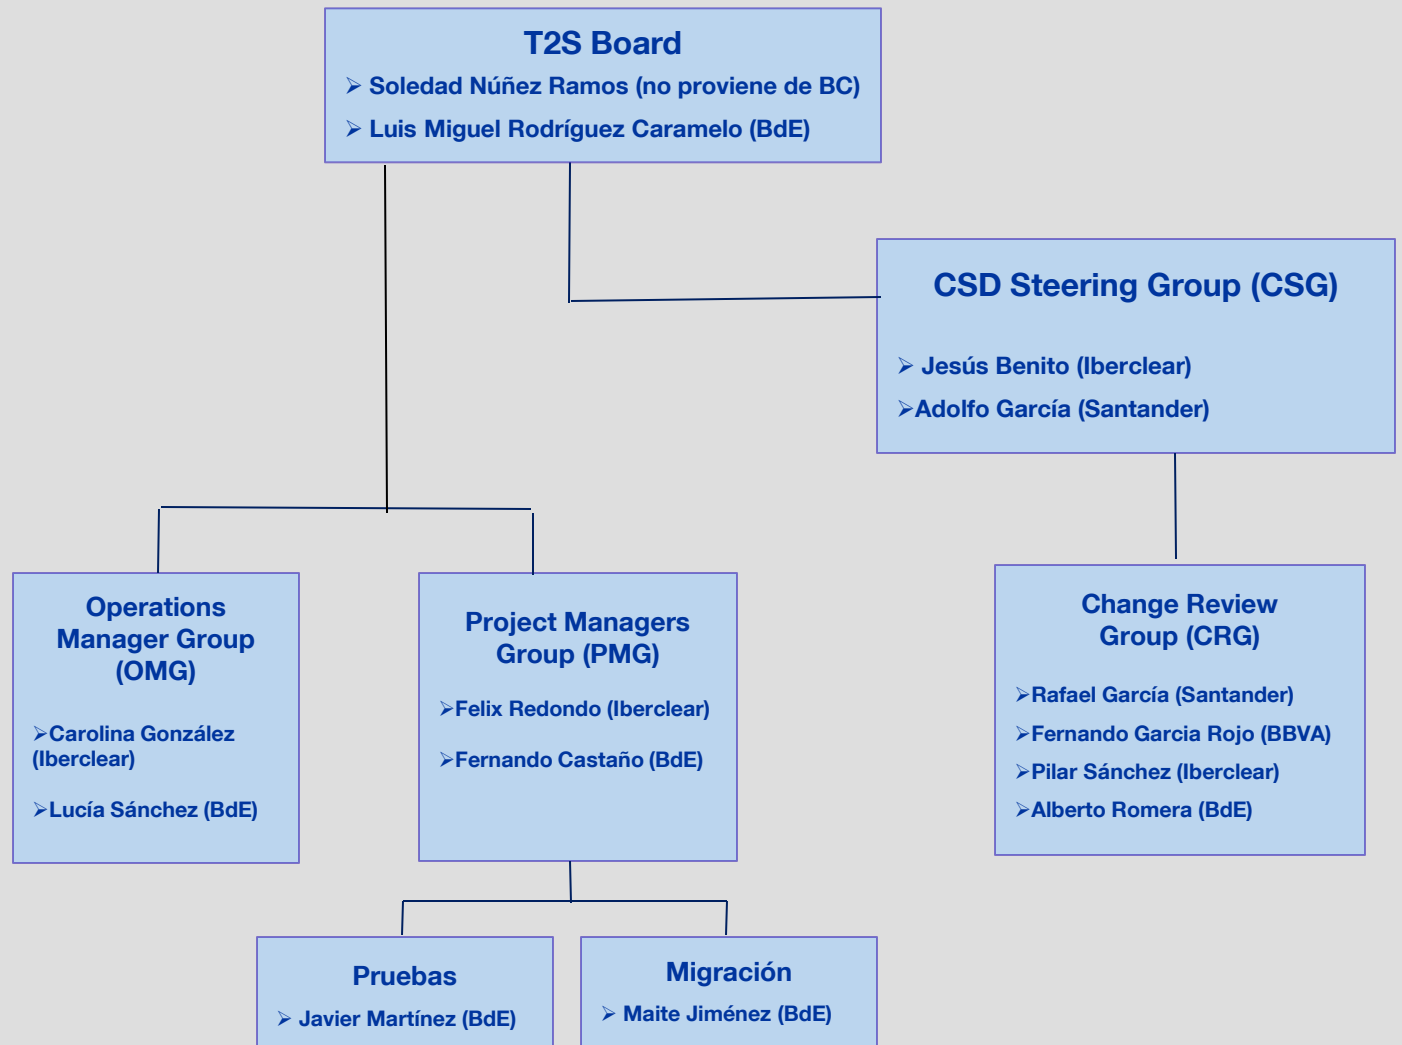 T2S Board
➢ Soledad Núñez Ramos (no proviene de BC)
➢ Luis Miguel Rodríguez Caramelo (BdE)
CSD Steering Group (CSG)
➢ Jesús Benito (Iberclear)
➢Adolfo García (Santander)
Operations
Manager Group
(OMG)
➢Carolina González
(Iberclear)
➢Lucía Sánchez (BdE)
Project Managers
Group (PMG)
➢Felix Redondo (Iberclear)
➢Fernando Castaño (BdE)
Change Review
Group (CRG)
➢Rafael García (Santander)
➢Fernando Garcia Rojo (BBVA)
➢Pilar Sánchez (Iberclear)
➢Alberto Romera (BdE)
Pruebas
➢ Javier Martínez (BdE)
Migración
➢ Maite Jiménez (BdE)